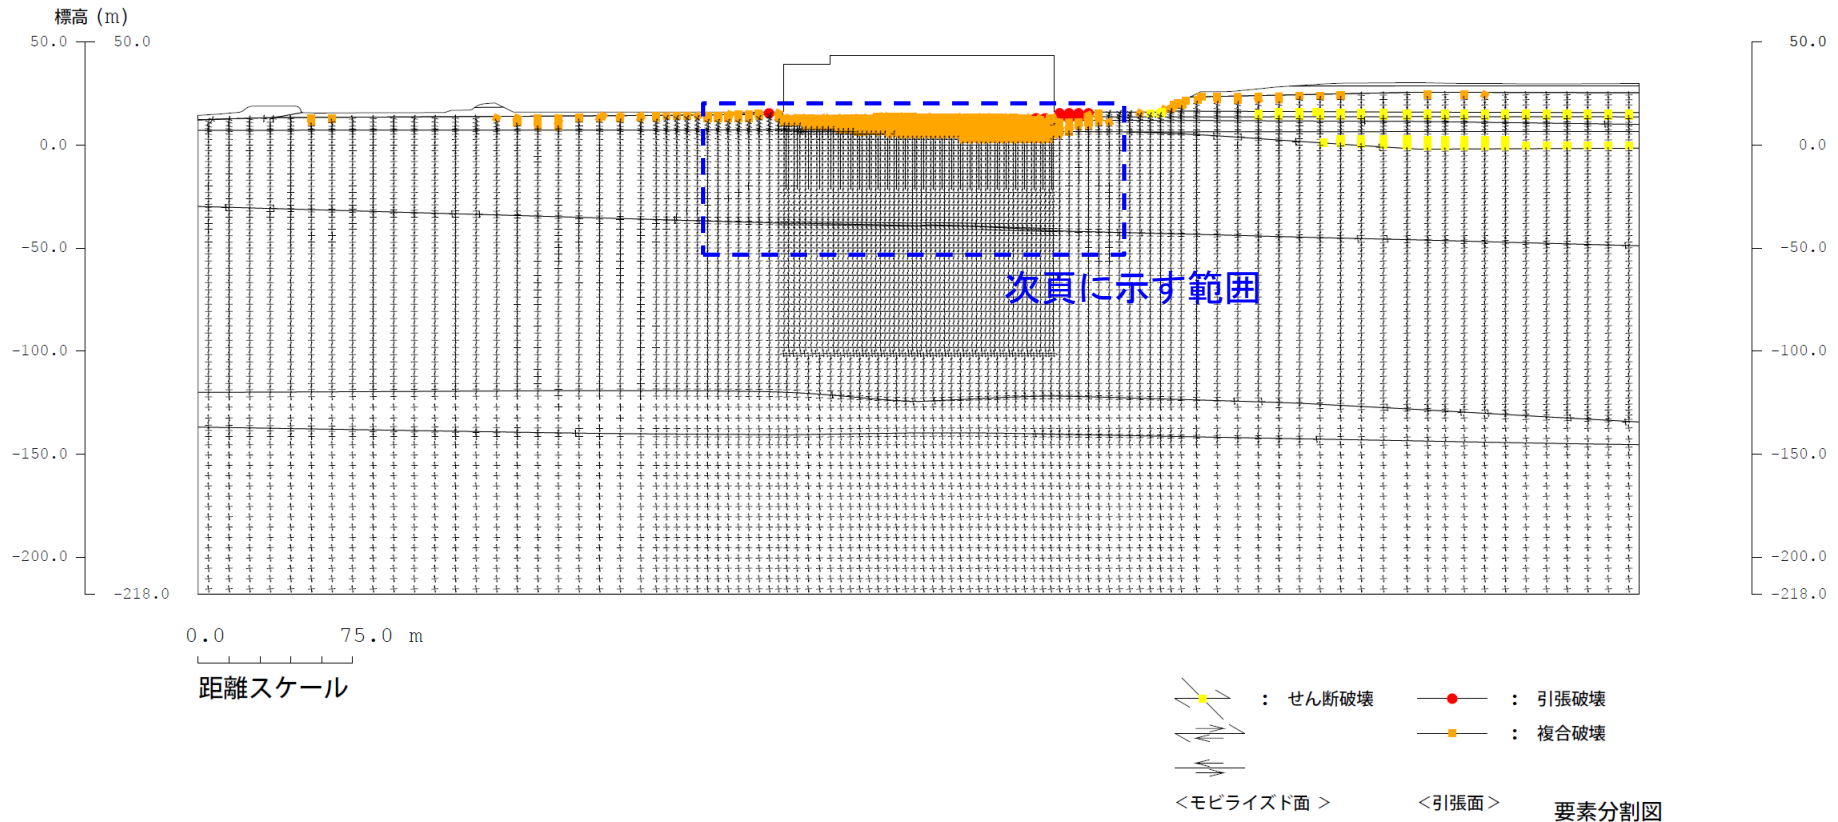 標高 (m)
50.0 50.0 50.0
0.0 0.0
-50.0 -50.0
次頁に示す範囲
-100.0 -100.0
-150.0 -150.0
-200.0 -200.0
-218.0 -218.0
0.0 75.0 m
距離スケール
: せん断破壊 : 引張破壊
: 複合破壊
<モビライズド面 > <引張面>
要素分割図